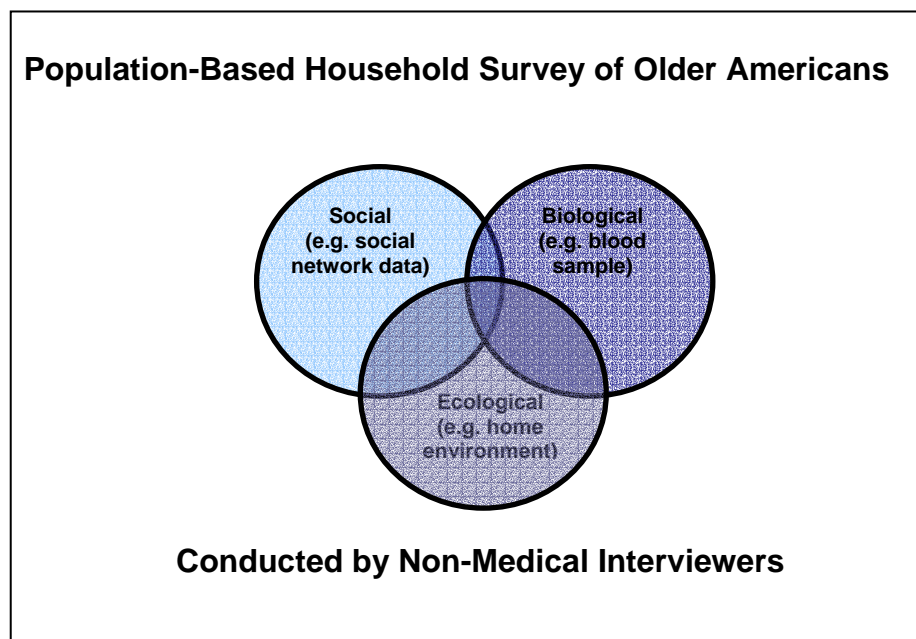 Population-Based Household Survey of Older Americans
Social
(e.g. social
network data)
Biological
(e.g. blood
sample)
Ecological
(e.g. home
environment)
Conducted by Non-Medical Interviewers